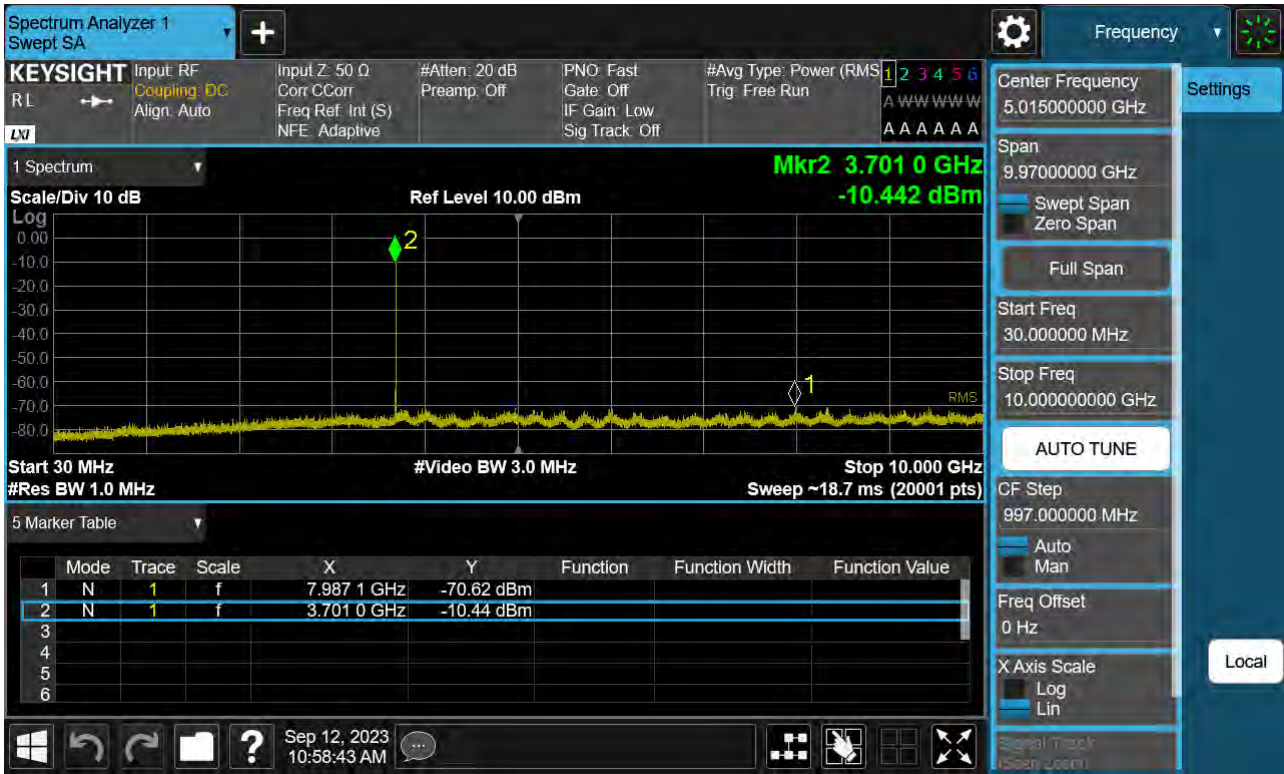 Spectrum Analyzer 1
Swept SA
+
Frequency
KEYSIGHT
RL
LXI
Input: RF
Coupling: DC
Align: Auto
Input Z: 50 Ω
Corr CCorr
Freq Ref: Int (S)
NFE: Adaptive
#Atten: 20 dB
Preamp: Off
PNO: Fast
Gate: Off
IF Gain: Low
Sig Track: Off
#Avg Type: Power (RMS
Trig: Free Run
1 2 3 4 5 6
A W W W W W
A A A A A A
1 Spectrum
Mkr2 3.701 0 GHz
Scale/Div 10 dB
Ref Level 10.00 dBm
-10.442 dBm
Log
0.00
-10.0
-20.0
-30.0
-40.0
-50.0
-60.0
-70.0
-80.0
2
1
RMS
Start 30 MHz
#Video BW 3.0 MHz
Stop 10.000 GHz
#Res BW 1.0 MHz
Sweep ~18.7 ms (20001 pts)
5 Marker Table
Mode Trace Scale X Y Function Function Width Function Value
1 N 1 f 7.987 1 GHz -70.62 dBm
2 N 1 f 3.701 0 GHz -10.44 dBm
3
4
5
6
Sep 12, 2023
10:58:43 AM
?
Center Frequency
5.015000000 GHz
Span
9.97000000 GHz
Swept Span
Zero Span
Full Span
Start Freq
30.000000 MHz
Stop Freq
10.000000000 GHz
AUTO TUNE
CF Step
997.000000 MHz
Auto
Man
Freq Offset
0 Hz
X Axis Scale
Log
Lin
Signal Track
(Span Zoom)
Settings
Local